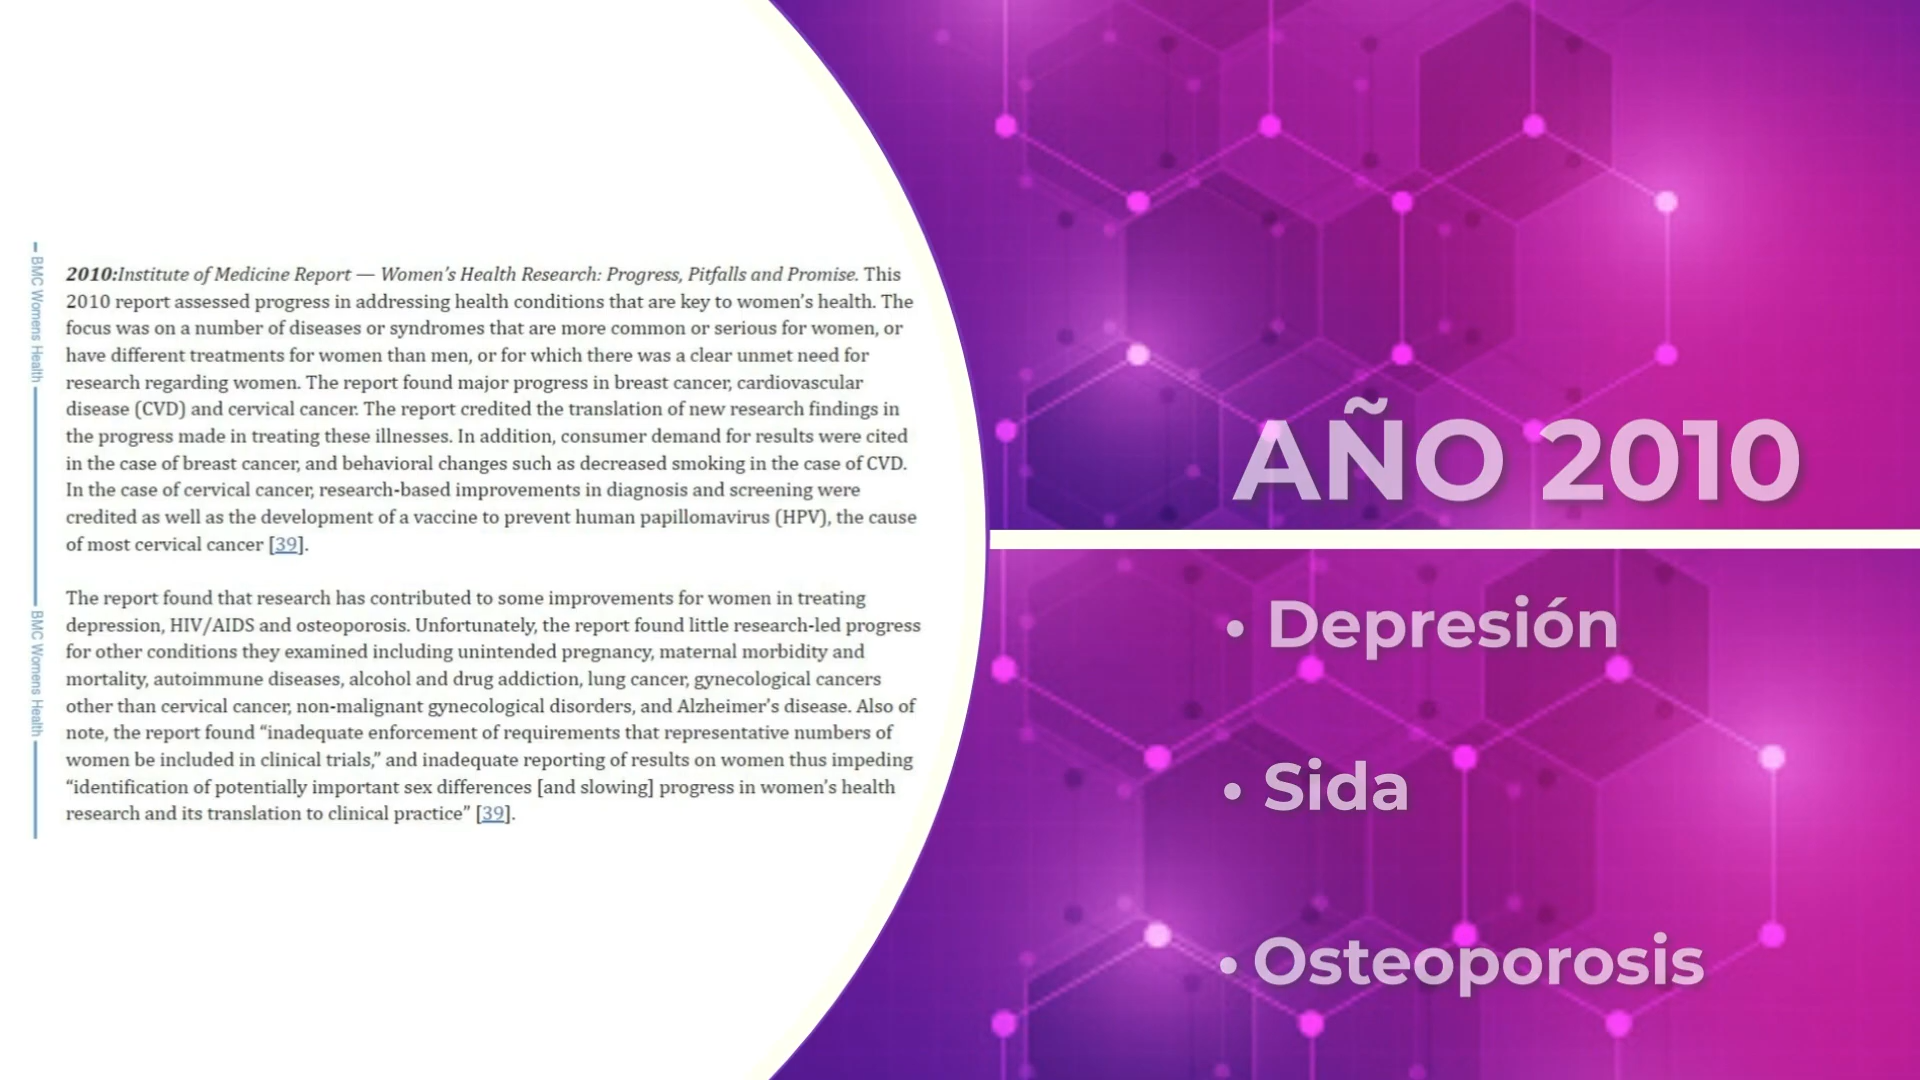 BMC Womens Health
BMC Womens Health
2010:Institute of Medicine Report — Women’s Health Research: Progress, Pitfalls and Promise. This
2010 report assessed progress in addressing health conditions that are key to women’s health. The
focus was on a number of diseases or syndromes that are more common or serious for women, or
have different treatments for women than men, or for which there was a clear unmet need for
research regarding women. The report found major progress in breast cancer, cardiovascular
disease (CVD) and cervical cancer. The report credited the translation of new research findings in
the progress made in treating these illnesses. In addition, consumer demand for results were cited
in the case of breast cancer, and behavioral changes such as decreased smoking in the case of CVD.
In the case of cervical cancer, research-based improvements in diagnosis and screening were
credited as well as the development of a vaccine to prevent human papillomavirus (HPV), the cause
of most cervical cancer [39].
The report found that research has contributed to some improvements for women in treating
depression, HIV/AIDS and osteoporosis. Unfortunately, the report found little research-led progress
for other conditions they examined including unintended pregnancy, maternal morbidity and
mortality, autoimmune diseases, alcohol and drug addiction, lung cancer, gynecological cancers
other than cervical cancer, non-malignant gynecological disorders, and Alzheimer’s disease. Also of
note, the report found “inadequate enforcement of requirements that representative numbers of
women be included in clinical trials,” and inadequate reporting of results on women thus impeding
“identification of potentially important sex differences [and slowing] progress in women’s health
research and its translation to clinical practice” [39].
AÑO 2010
• Depresión
• Sida
• Osteoporosis